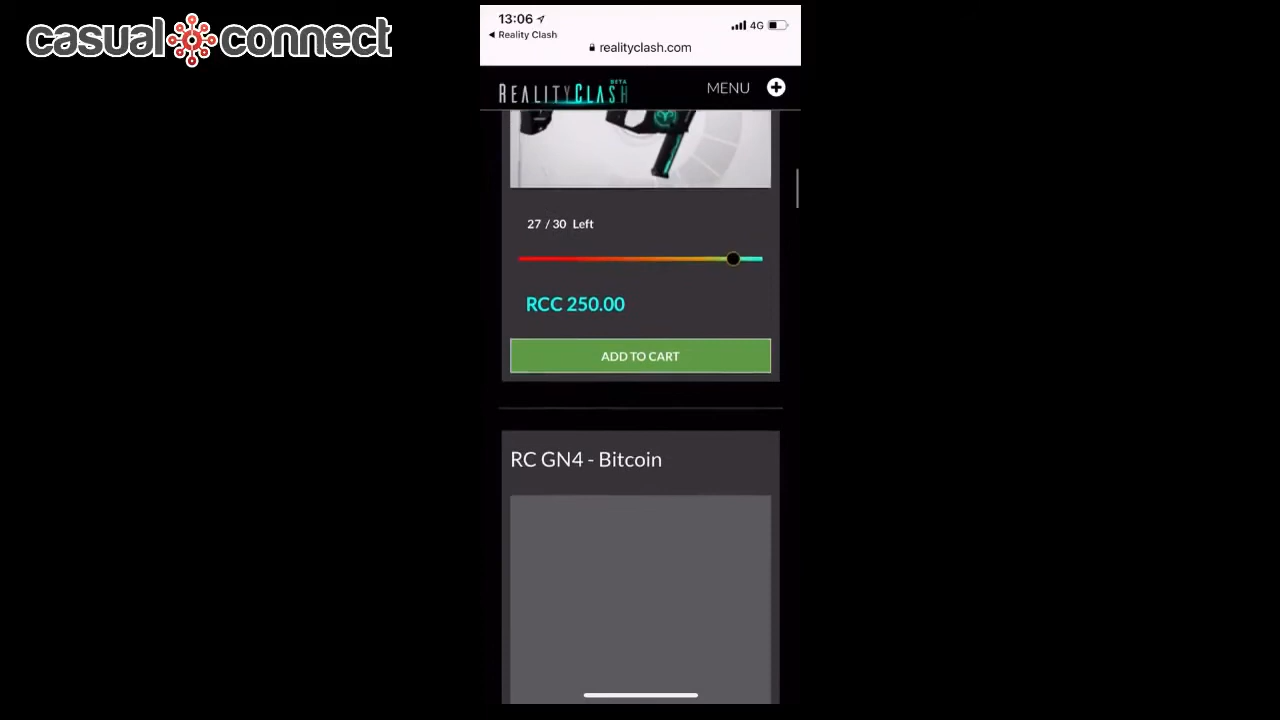 casual connect
13:06
4G
◀ Reality Clash
realityclash.com
BETA
REALITY CLASH
MENU
27 / 30 Left
RCC 250.00
ADD TO CART
RC GN4 - Bitcoin